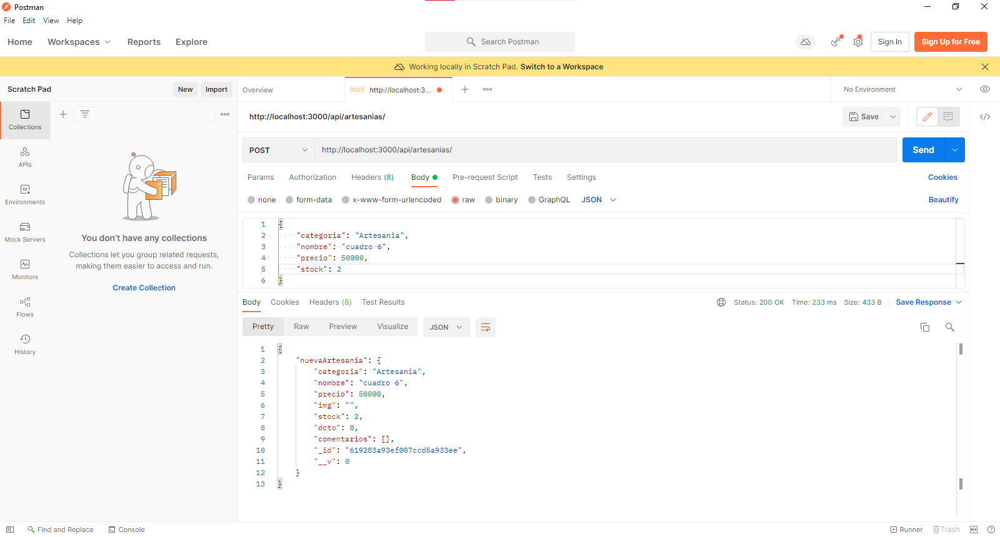 Postman
File Edit View Help
Home Workspaces Reports Explore
Search Postman
Sign In
Sign Up for Free
Working locally in Scratch Pad. Switch to a Workspace
Scratch Pad
New
Import
Overview
POST http://localhost:3...
No Environment
Collections
APIs
Environments
Mock Servers
Monitors
Flows
History
You don’t have any collections
Collections let you group related requests,
making them easier to access and run.
Create Collection
http://localhost:3000/api/artesanias/
Save
POST
http://localhost:3000/api/artesanias/
Send
Params Authorization Headers (8) Body Pre-request Script Tests Settings
Cookies
none form-data x-www-form-urlencoded raw binary GraphQL JSON
Beautify
1 {
2 "categoria": "Artesania",
3 "nombre": "cuadro 6",
4 "precio": 50000,
5 "stock": 2
6 }
Body Cookies Headers (8) Test Results
Status: 200 OK Time: 233 ms Size: 433 B
Save Response
Pretty Raw Preview Visualize JSON
1 {
2 "nuevaArtesania": {
3 "categoria": "Artesania",
4 "nombre": "cuadro 6",
5 "precio": 50000,
6 "img": "",
7 "stock": 2,
8 "dcto": 0,
9 "comentarios": [],
10 "_id": "619283a93ef007ccd5a933ee",
11 "__v": 0
12 }
13 }
Find and Replace Console
Runner Trash